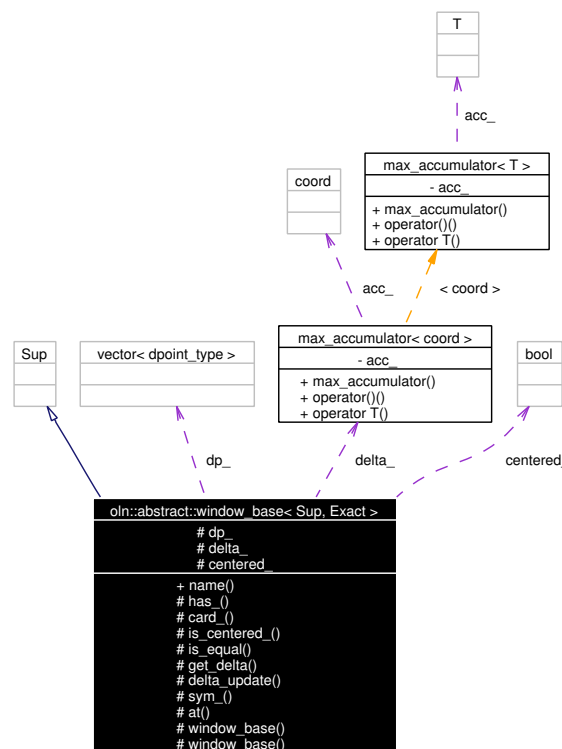 T
acc_
max_accumulator< T >
- acc_
+ max_accumulator()
+ operator()()
+ operator T()
coord
acc_
< coord >
Sup
vector< dpoint_type >
max_accumulator< coord >
- acc_
+ max_accumulator()
+ operator()()
+ operator T()
bool
dp_
delta_
centered_
oln::abstract::window_base< Sup, Exact >
# dp_
# delta_
# centered_
+ name()
# has_()
# card_()
# is_centered_()
# is_equal()
# get_delta()
# delta_update()
# sym_()
# at()
# window_base()
# window_base()